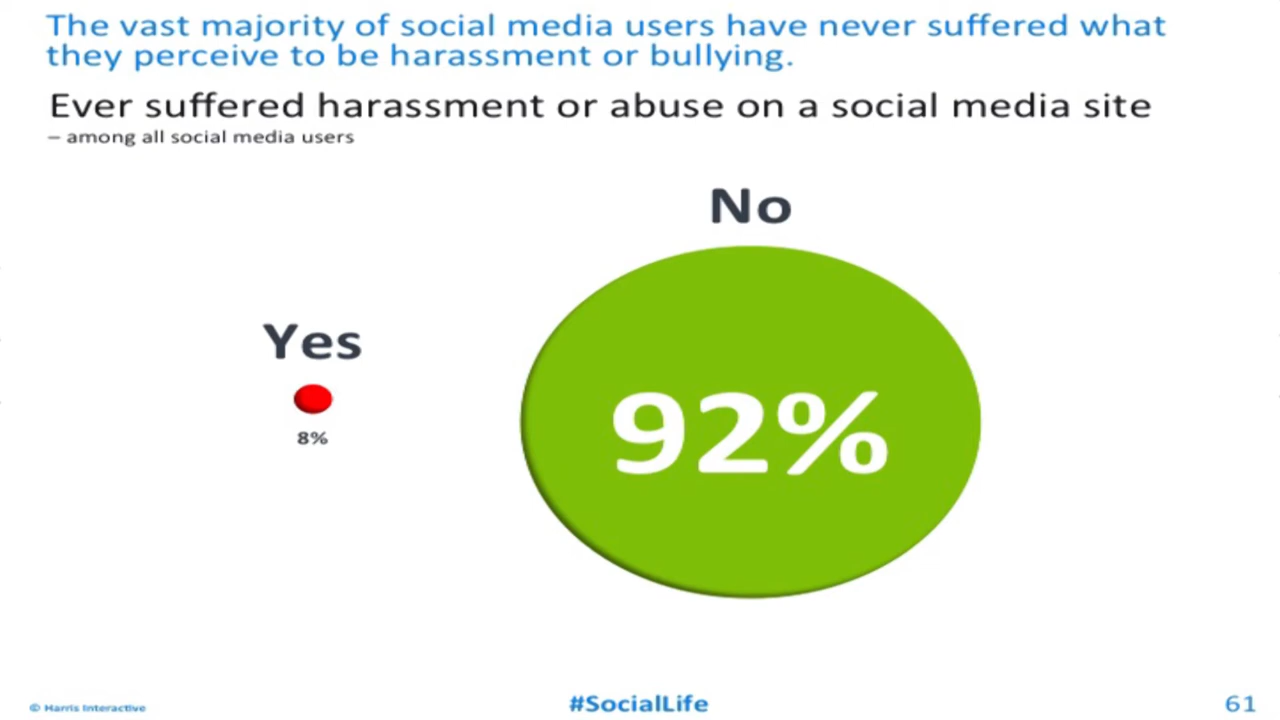 The vast majority of social media users have never suffered what
they perceive to be harassment or bullying.
Ever suffered harassment or abuse on a social media site
– among all social media users
No
Yes
92%
8%
© Harris Interactive
#SocialLife
61